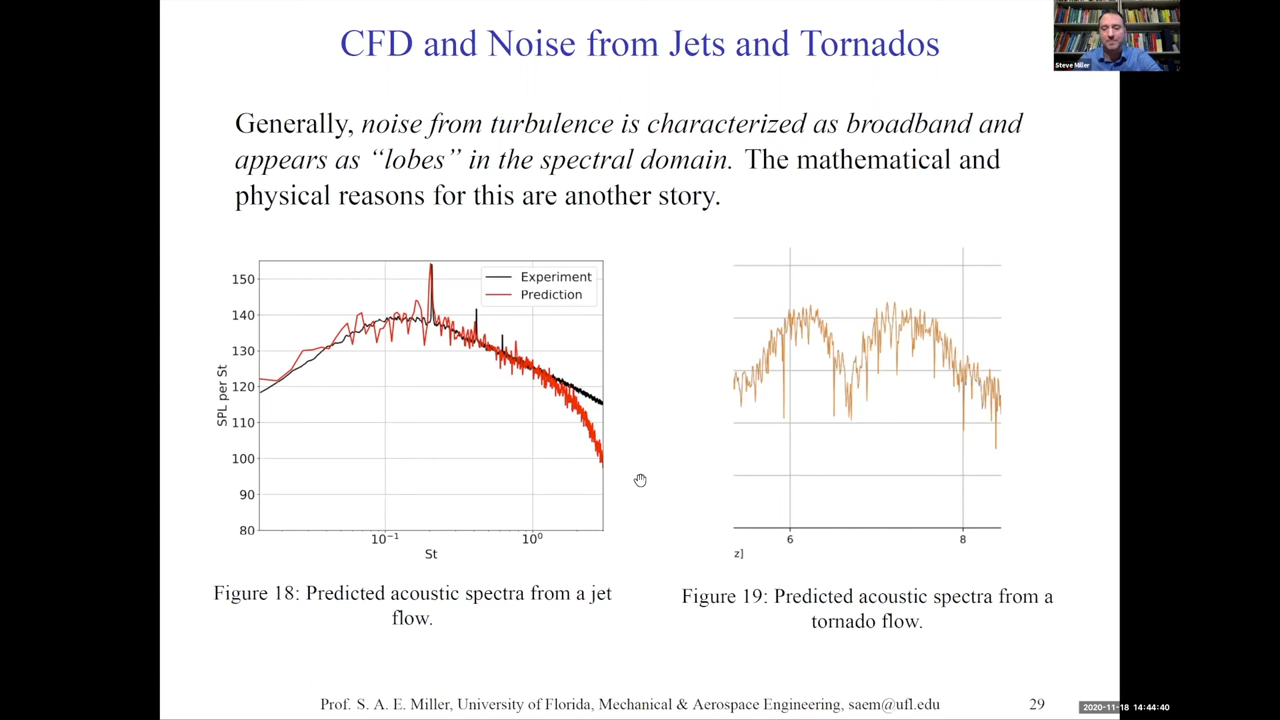 CFD and Noise from Jets and Tornados
Steve Miller
Generally, noise from turbulence is characterized as broadband and
appears as “lobes” in the spectral domain. The mathematical and
physical reasons for this are another story.
150
140
130
120
110
100
90
80
SPL per St
Experiment
Prediction
10⁻¹
10⁰
St
6
8
z]
Figure 18: Predicted acoustic spectra from a jet
flow.
Figure 19: Predicted acoustic spectra from a
tornado flow.
Prof. S. A. E. Miller, University of Florida, Mechanical & Aerospace Engineering, saem@ufl.edu
29
2020-11-18 14:44:40